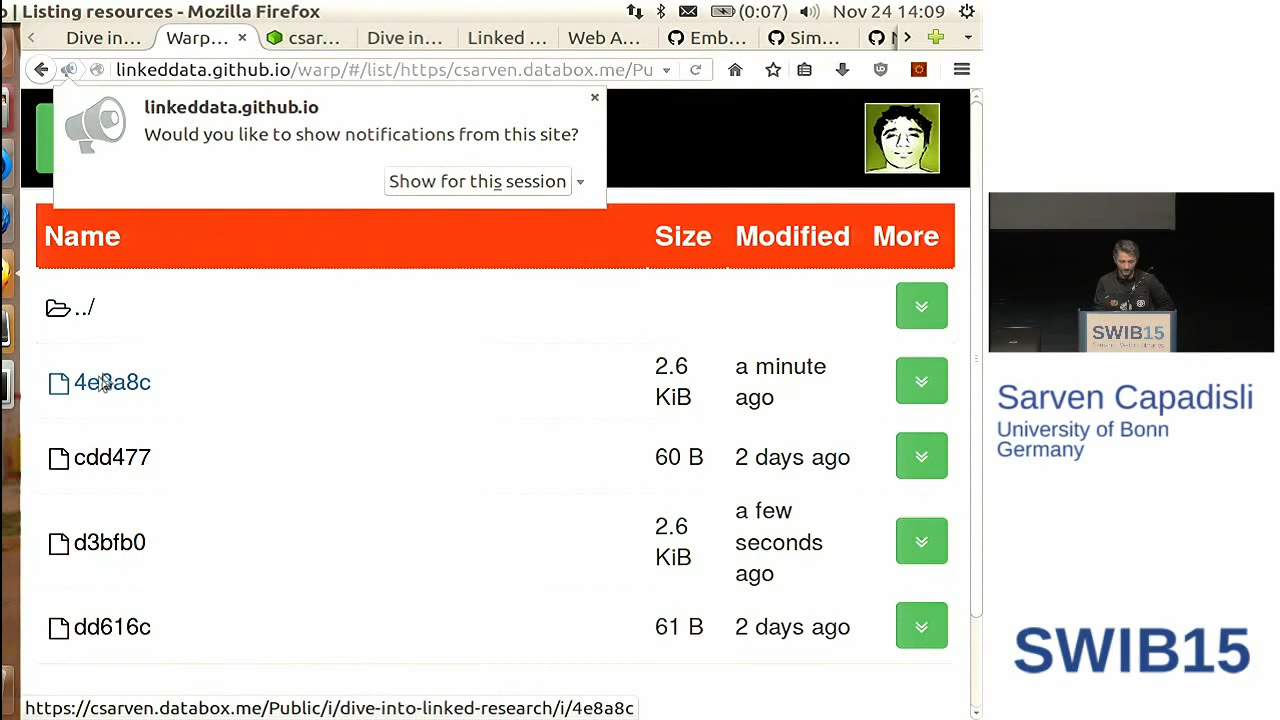 o | Listing resources - Mozilla Firefox
(0:07)
Nov 24 14:09
Dive in...
Warp...
csar...
Dive in...
Linked ...
Web A...
Emb...
Sim...
linkeddata.github.io/warp/#/list/https/csarven.databox.me/Pu
linkeddata.github.io
Would you like to show notifications from this site?
Show for this session
Name Size Modified More
../
4e8a8c 2.6 KiB a minute ago
cdd477 60 B 2 days ago
d3bfb0 2.6 KiB a few seconds ago
dd616c 61 B 2 days ago
https://csarven.databox.me/Public/i/dive-into-linked-research/i/4e8a8c
SWIB15
Sarven Capadisli
University of Bonn
Germany
SWIB15